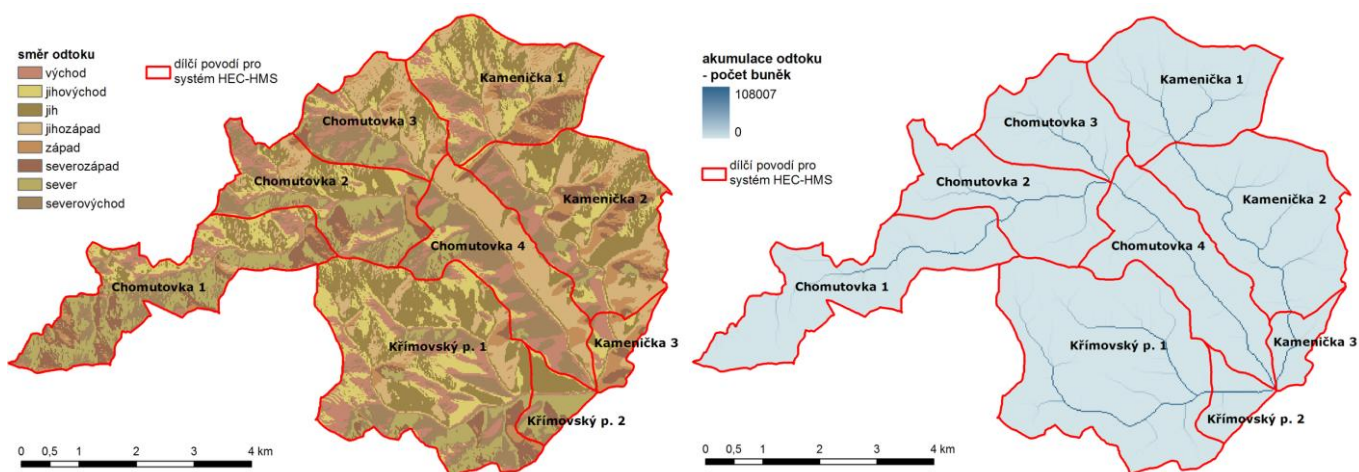 směr odtoku
východ
jihovýchod
jih
jihozápad
západ
severozápad
sever
severovýchod
dílčí povodí pro
systém HEC-HMS
Kamenička 1
Chomutovka 3
Chomutovka 2
Kamenička 2
Chomutovka 4
Chomutovka 1
Křímovský p. 1
Kamenička 3
Křímovský p. 2
0 0,5 1 2 3 4 km
akumulace odtoku
- počet buněk
108007
0
dílčí povodí pro
systém HEC-HMS
Kamenička 1
Chomutovka 3
Chomutovka 2
Kamenička 2
Chomutovka 4
Chomutovka 1
Křímovský p. 1
Kamenička 3
Křímovský p. 2
0 0,5 1 2 3 4 km